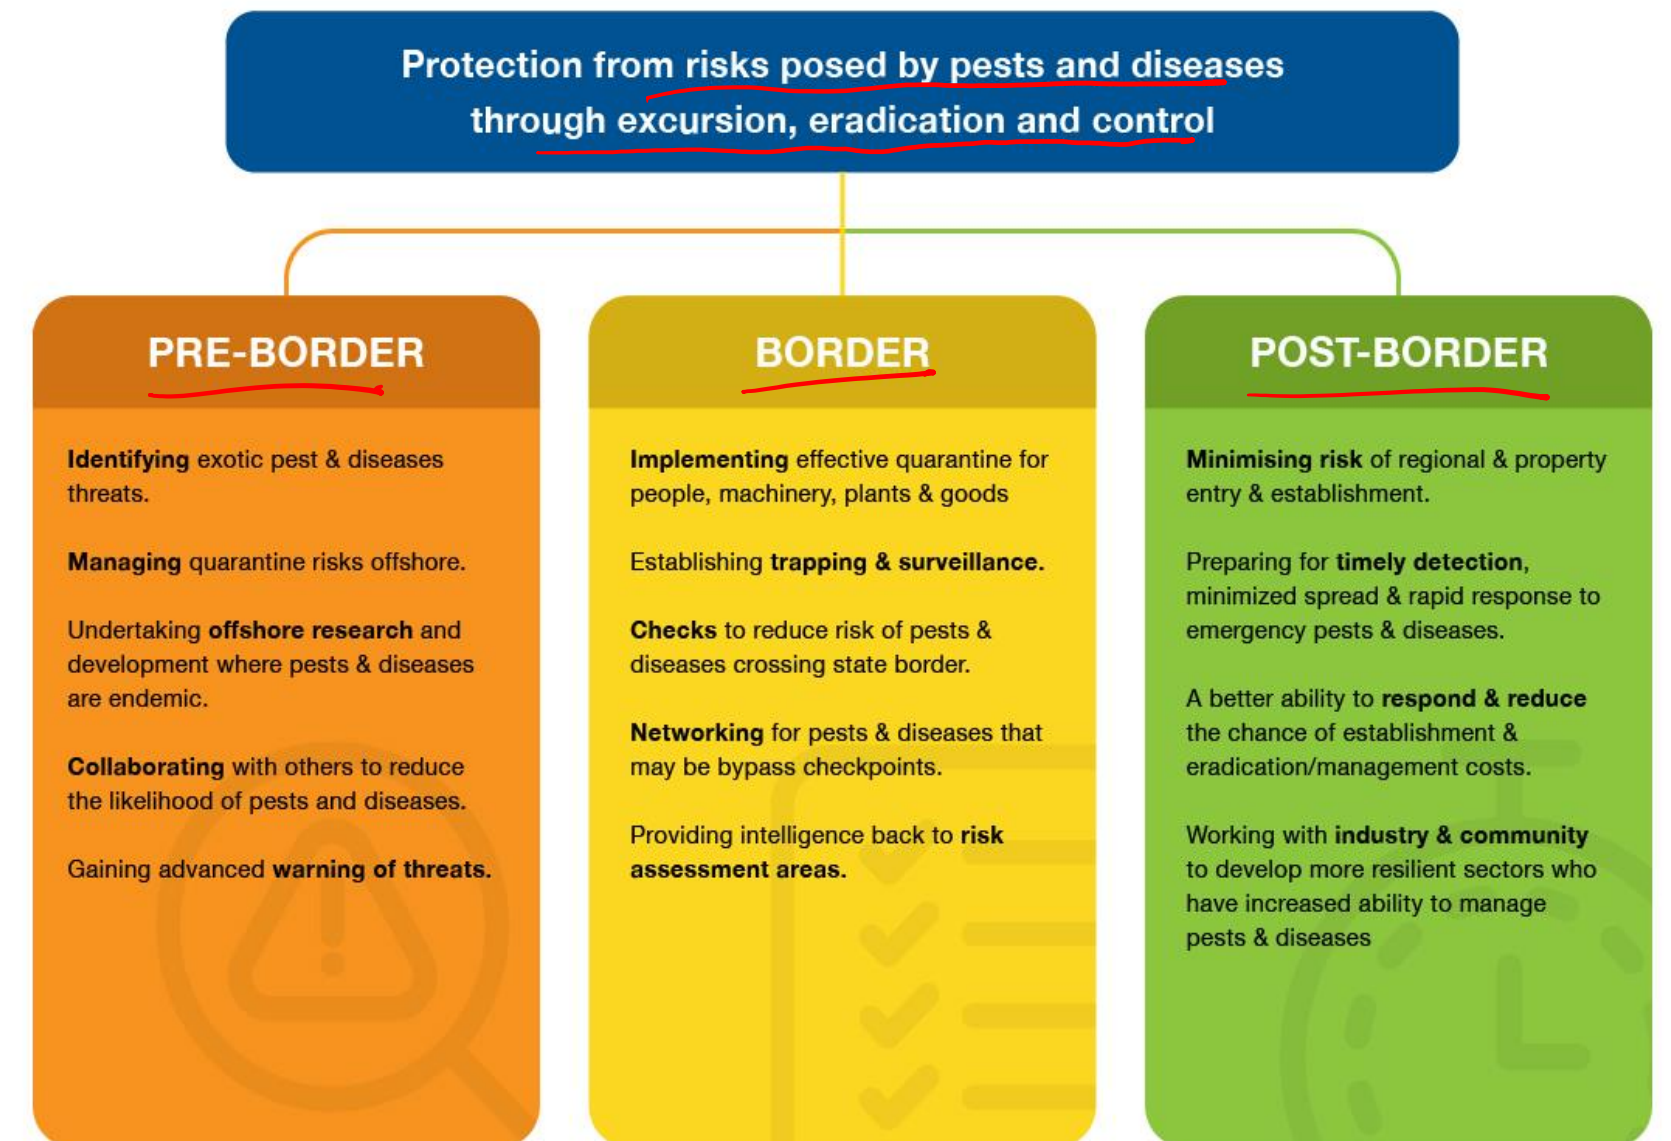 Protection from risks posed by pests and diseases
through excursion, eradication and control
PRE-BORDER
Identifying exotic pest & diseases
threats.
Managing quarantine risks offshore.
Undertaking offshore research and
development where pests & diseases
are endemic.
Collaborating with others to reduce
the likelihood of pests and diseases.
Gaining advanced warning of threats.
BORDER
Implementing effective quarantine for
people, machinery, plants & goods
Establishing trapping & surveillance.
Checks to reduce risk of pests &
diseases crossing state border.
Networking for pests & diseases that
may be bypass checkpoints.
Providing intelligence back to risk
assessment areas.
POST-BORDER
Minimising risk of regional & property
entry & establishment.
Preparing for timely detection,
minimized spread & rapid response to
emergency pests & diseases.
A better ability to respond & reduce
the chance of establishment &
eradication/management costs.
Working with industry & community
to develop more resilient sectors who
have increased ability to manage
pests & diseases